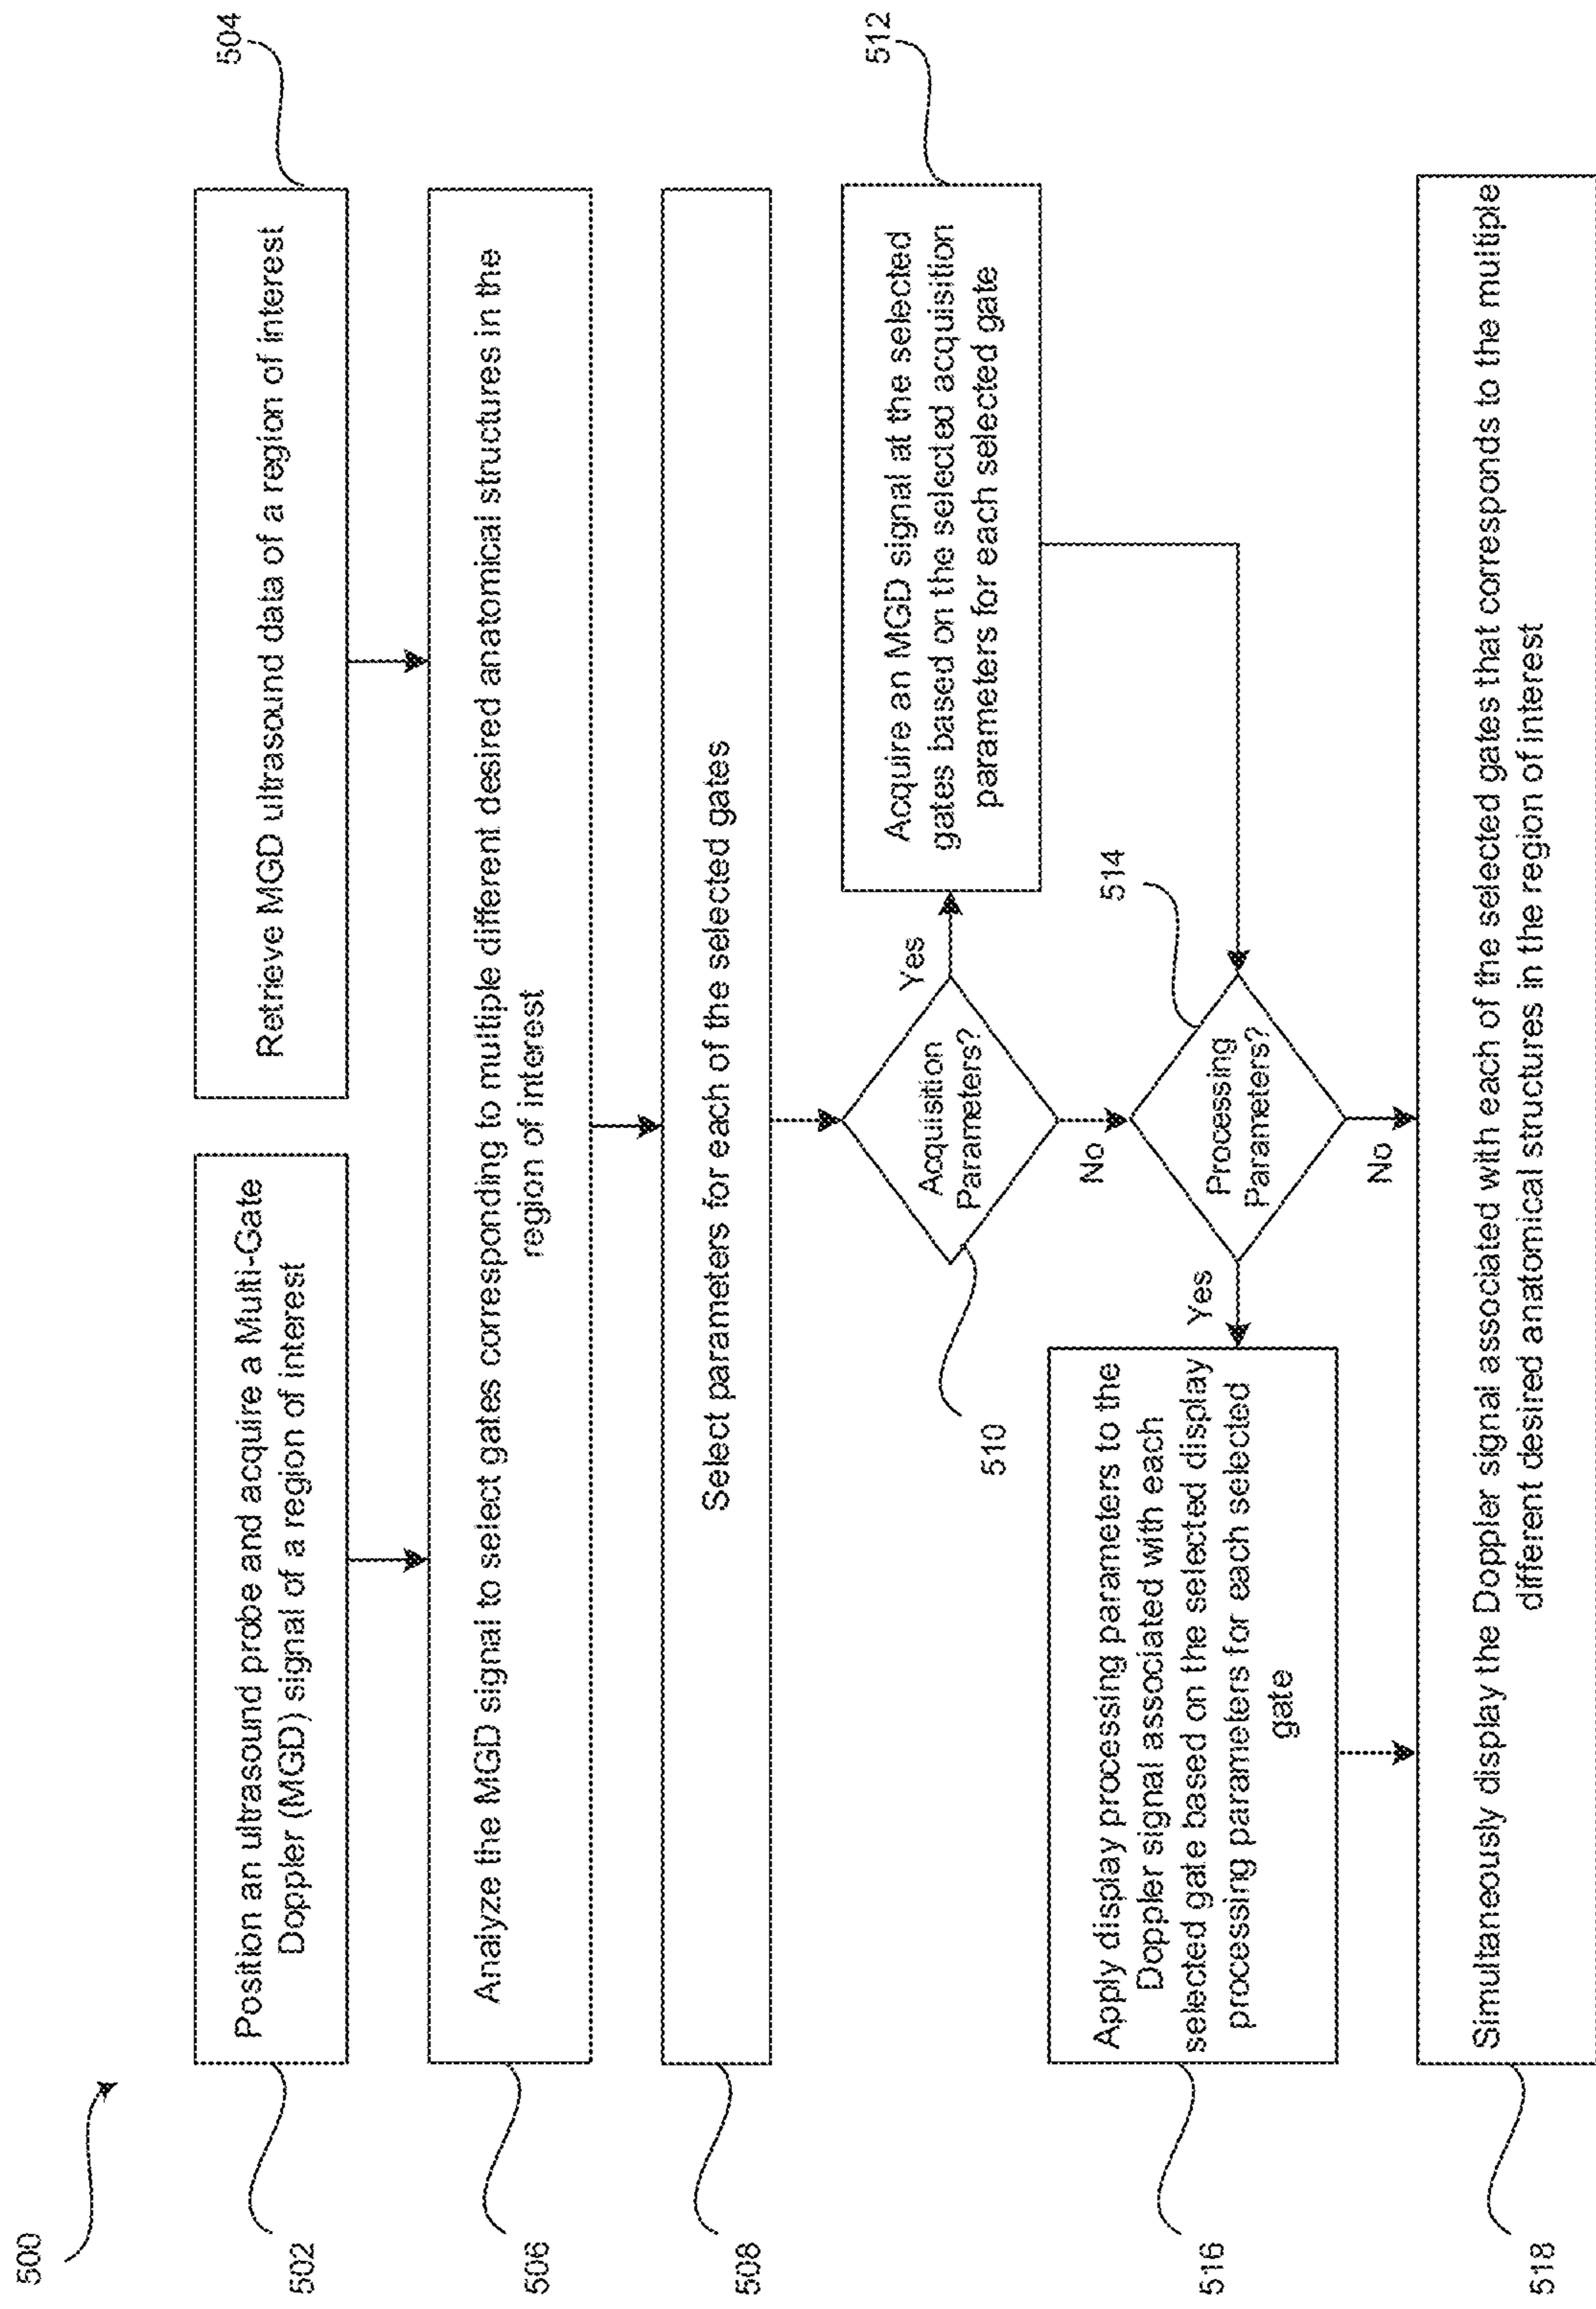 500
502
Position an ultrasound probe and acquire a Multi-Gate
Doppler (MGD) signal of a region of interest
504
Retrieve MGD ultrasound data of a region of interest
506
Analyze the MGD signal to select gates corresponding to multiple different desired anatomical structures in the
region of interest
508
Select parameters for each of the selected gates
510
Acquisition
Parameters?
Yes
No
512
Acquire an MGD signal at the selected
gates based on the selected acquisition
parameters for each selected gate
514
Processing
Parameters?
Yes
No
516
Apply display processing parameters to the
Doppler signal associated with each
selected gate based on the selected display
processing parameters for each selected
gate
518
Simultaneously display the Doppler signal associated with each of the selected gates that corresponds to the multiple
different desired anatomical structures in the region of interest